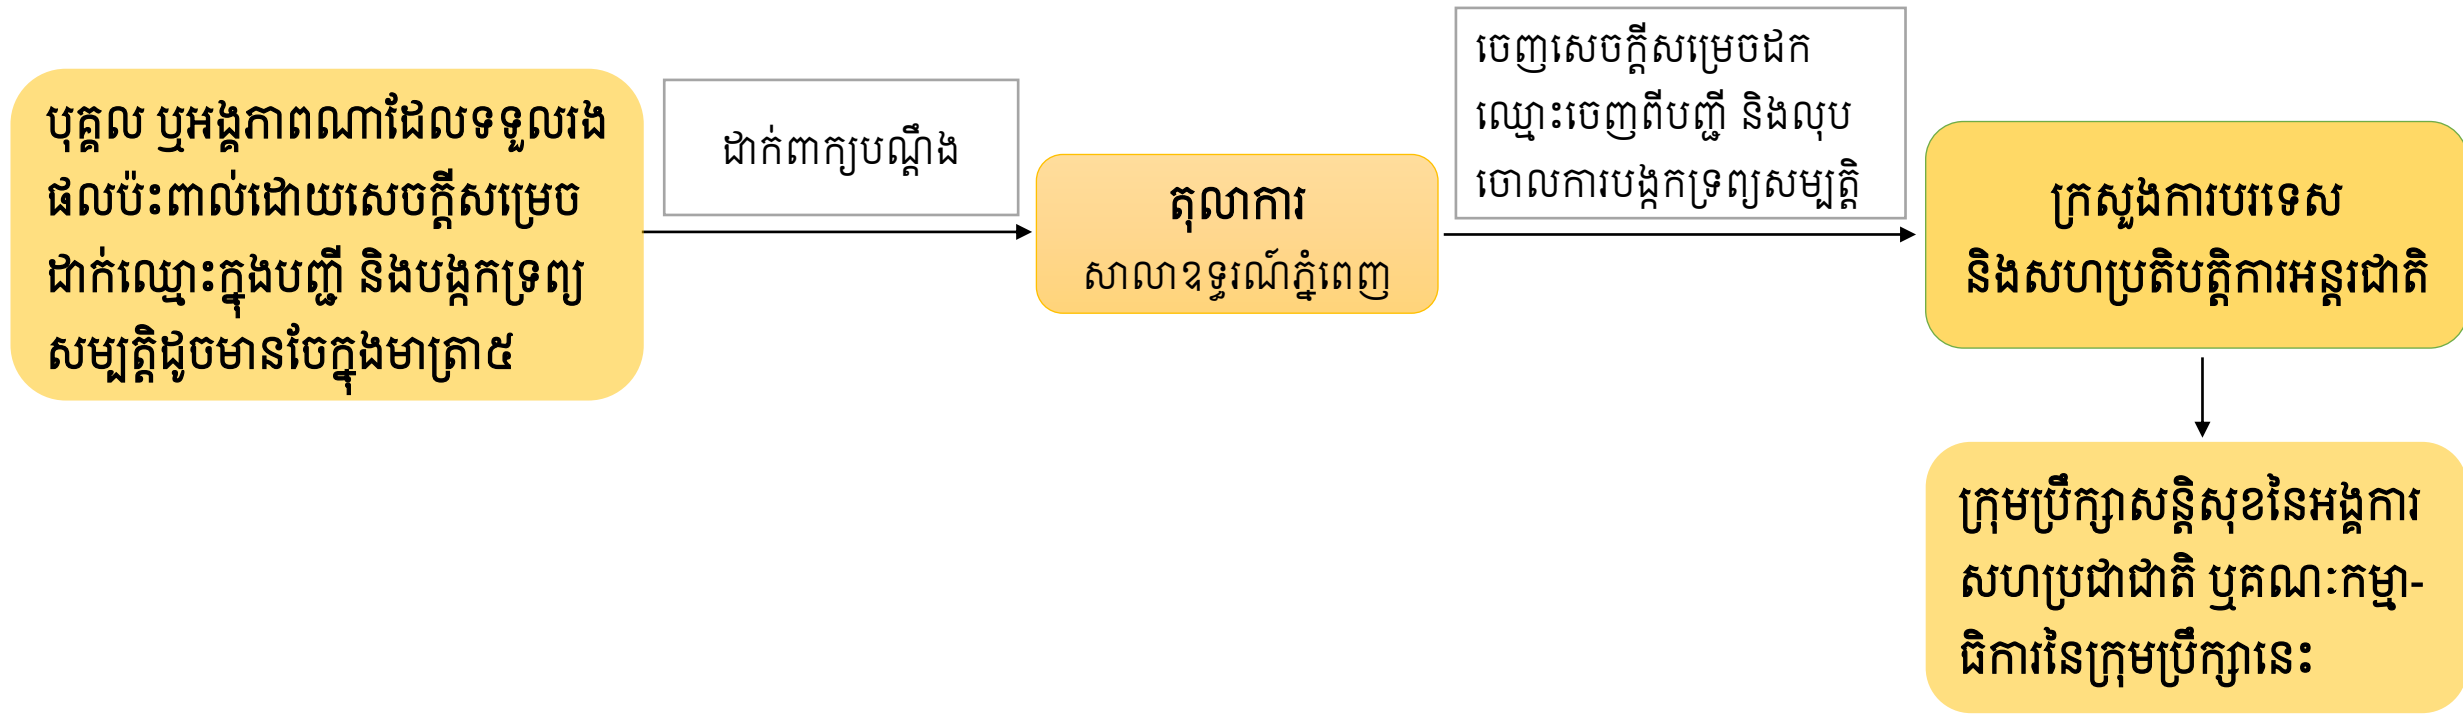 បុគ្គល ឬអង្គភាពណាដែលទទួលរង
ផលប៉ះពាល់ដោយសេចក្តីសម្រេច
ដាក់ឈ្មោះក្នុងបញ្ជី និងបង្កកទ្រព្យ
សម្បត្តិដូចមានចែក្នុងមាត្រា៥
ដាក់ពាក្យបណ្តឹង
តុលាការ
សាលាឧទ្ធរណ៍ភ្នំពេញ
ចេញសេចក្តីសម្រេចដក
ឈ្មោះចេញពីបញ្ជី និងលុប
ចោលការបង្កកទ្រព្យសម្បត្តិ
ក្រសួងការបរទេស
និងសហប្រតិបត្តិការអន្តរជាតិ
ក្រុមប្រឹក្សាសន្តិសុខនៃអង្គការ
សហប្រជាជាតិ ឬគណៈកម្មា-
ធិការនៃក្រុមប្រឹក្សានេះ